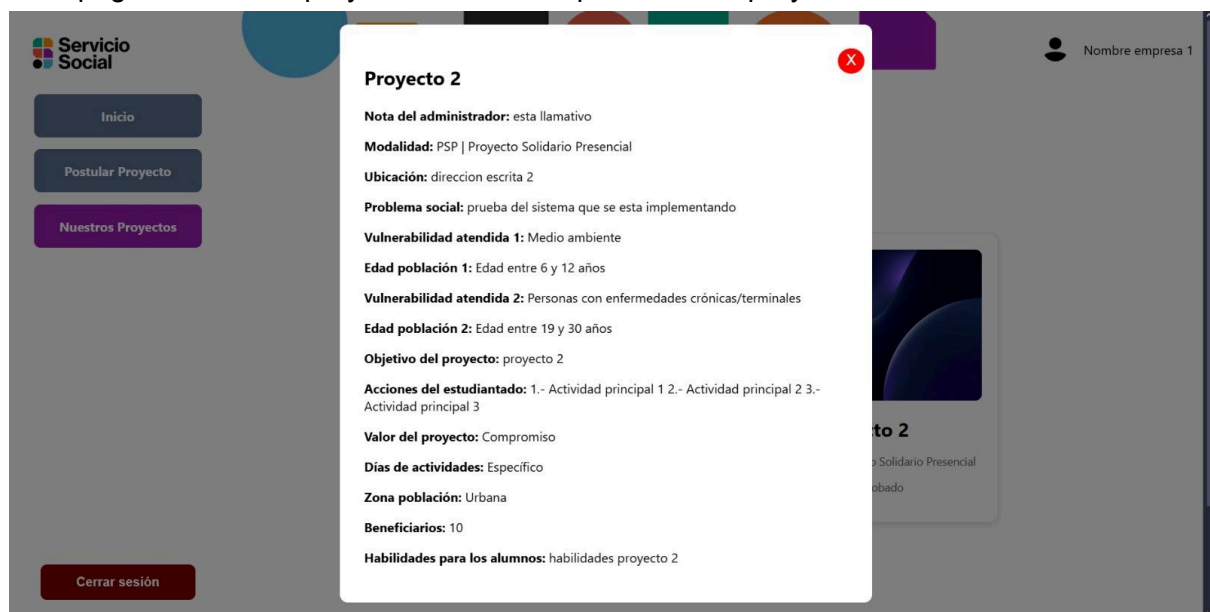 Servicio
Social
Nombre empresa 1
Inicio
Postular Proyecto
Nuestros Proyectos
Cerrar sesión
X
Proyecto 2
Nota del administrador: esta llamativo
Modalidad: PSP | Proyecto Solidario Presencial
Ubicación: direccion escrita 2
Problema social: prueba del sistema que se esta implementando
Vulnerabilidad atendida 1: Medio ambiente
Edad población 1: Edad entre 6 y 12 años
Vulnerabilidad atendida 2: Personas con enfermedades crónicas/terminales
Edad población 2: Edad entre 19 y 30 años
Objetivo del proyecto: proyecto 2
Acciones del estudiantado: 1.- Actividad principal 1 2.- Actividad principal 2 3.-
Actividad principal 3
Valor del proyecto: Compromiso
Días de actividades: Específico
Zona población: Urbana
Beneficiarios: 10
Habilidades para los alumnos: habilidades proyecto 2
to 2
Solidario Presencial
obado